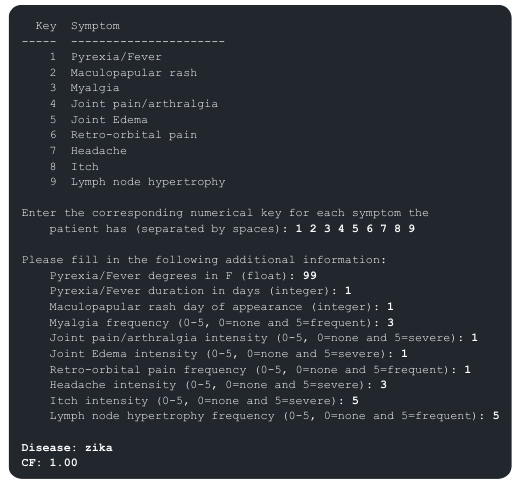 Key Symptom
----- ----------------------
1 Pyrexia/Fever
2 Maculopapular rash
3 Myalgia
4 Joint pain/arthralgia
5 Joint Edema
6 Retro-orbital pain
7 Headache
8 Itch
9 Lymph node hypertrophy
Enter the corresponding numerical key for each symptom the
patient has (separated by spaces): 1 2 3 4 5 6 7 8 9
Please fill in the following additional information:
Pyrexia/Fever degrees in F (float): 99
Pyrexia/Fever duration in days (integer): 1
Maculopapular rash day of appearance (integer): 1
Myalgia frequency (0-5, 0=none and 5=frequent): 3
Joint pain/arthralgia intensity (0-5, 0=none and 5=severe): 1
Joint Edema intensity (0-5, 0=none and 5=severe): 1
Retro-orbital pain frequency (0-5, 0=none and 5=frequent): 1
Headache intensity (0-5, 0=none and 5=severe): 3
Itch intensity (0-5, 0=none and 5=severe): 5
Lymph node hypertrophy frequency (0-5, 0=none and 5=frequent): 5
Disease: zika
CF: 1.00